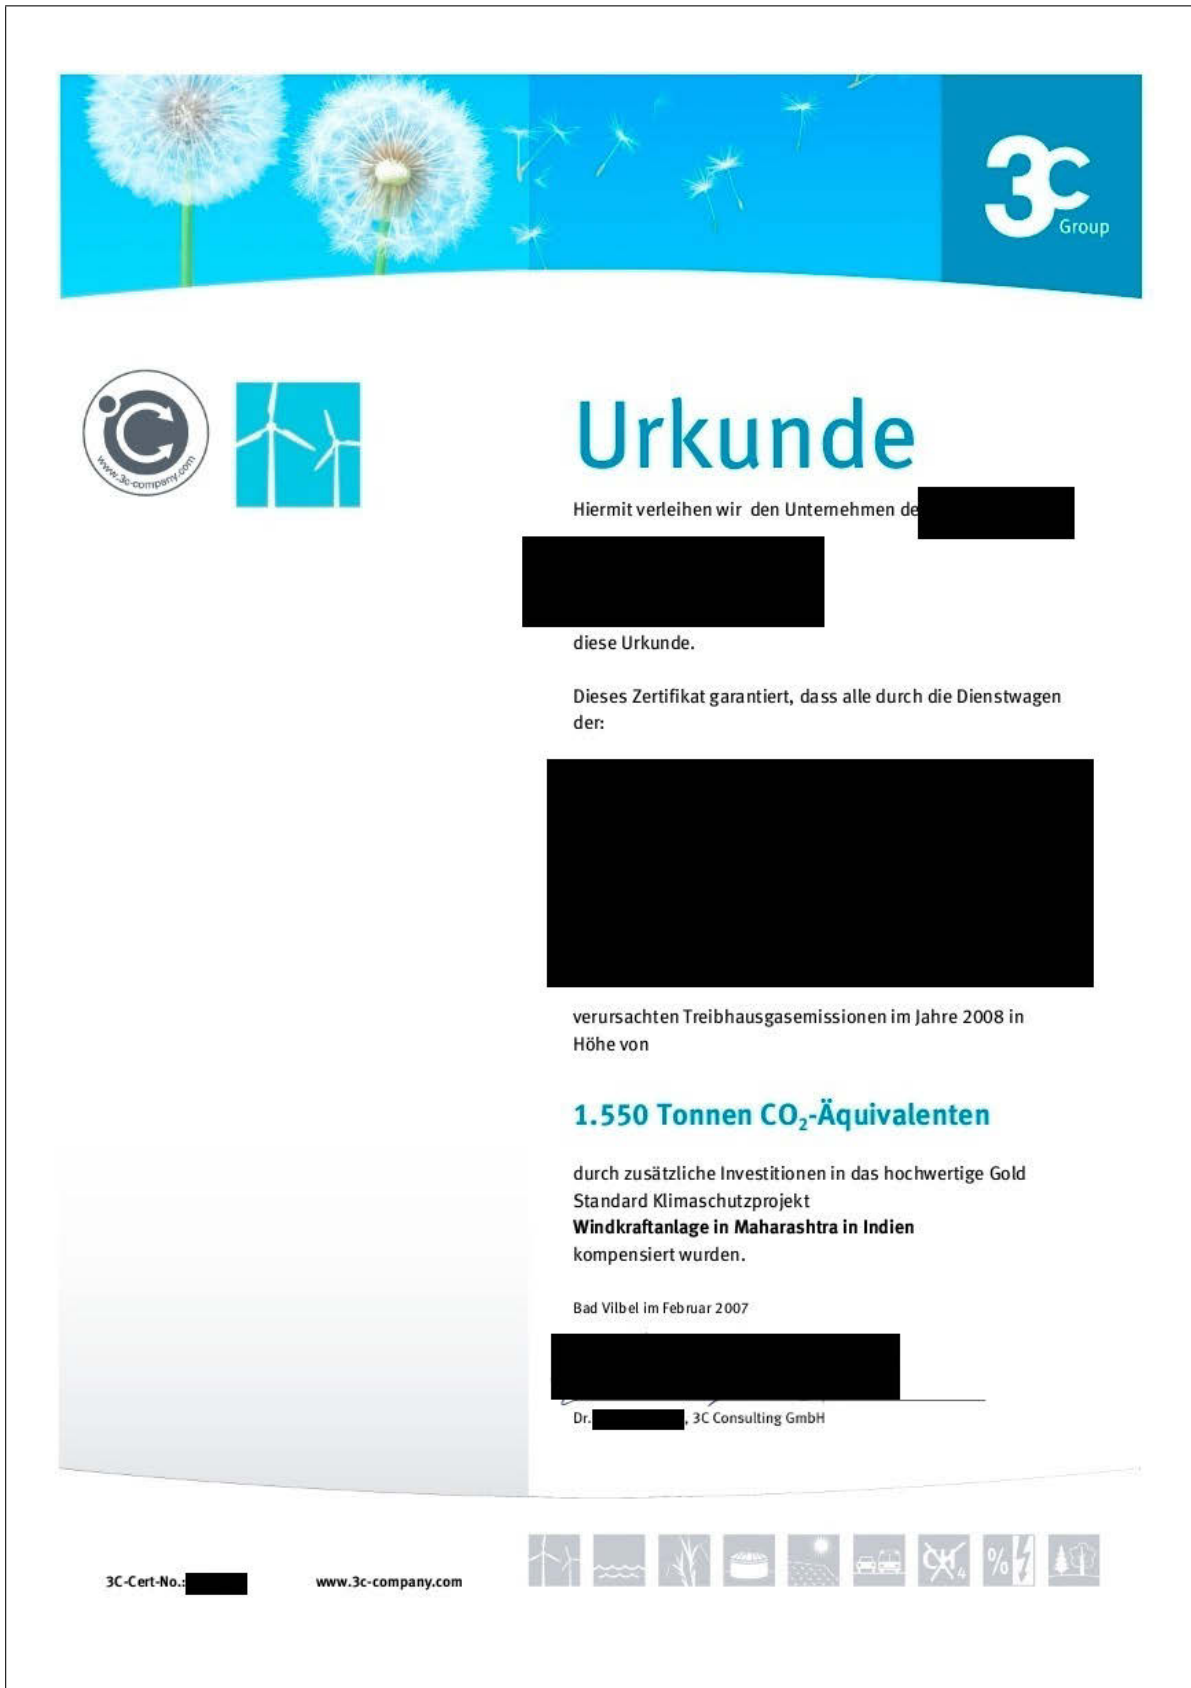 3C
Group
C
www.3c-company.com
Urkunde
Hiermit verleihen wir den Unternehmen de
diese Urkunde.
Dieses Zertifikat garantiert, dass alle durch die Dienstwagen
der:
verursachten Treibhausgasemissionen im Jahre 2008 in
Höhe von
1.550 Tonnen CO₂-Äquivalenten
durch zusätzliche Investitionen in das hochwertige Gold
Standard Klimaschutzprojekt
Windkraftanlage in Maharashtra in Indien
kompensiert wurden.
Bad Vilbel im Februar 2007
Dr. , 3C Consulting GmbH
CH₄ %
3C-Cert-No.: www.3c-company.com